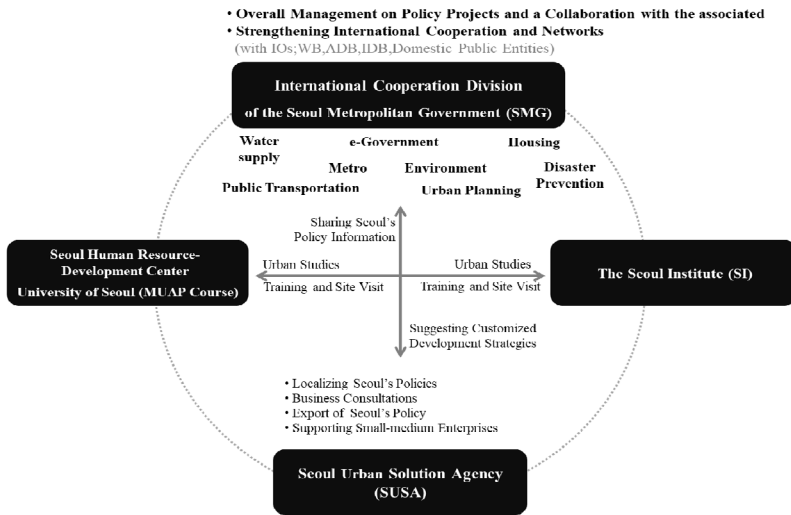 • Overall Management on Policy Projects and a Collaboration with the associated
• Strengthening International Cooperation and Networks
(with IOs;WB,ADB,IDB,Domestic Public Entities)
International Cooperation Division
of the Seoul Metropolitan Government (SMG)
Water
supply
e-Government
Housing
Metro
Environment
Disaster
Prevention
Public Transportation
Urban Planning
Sharing Seoul's
Policy Information
Seoul Human Resource-
Development Center
University of Seoul (MUAP Course)
Urban Studies
Training and Site Visit
Urban Studies
Training and Site Visit
The Seoul Institute (SI)
Suggesting Customized
Development Strategies
• Localizing Seoul's Policies
• Business Consultations
• Export of Seoul's Policy
• Supporting Small-medium Enterprises
Seoul Urban Solution Agency
(SUSA)